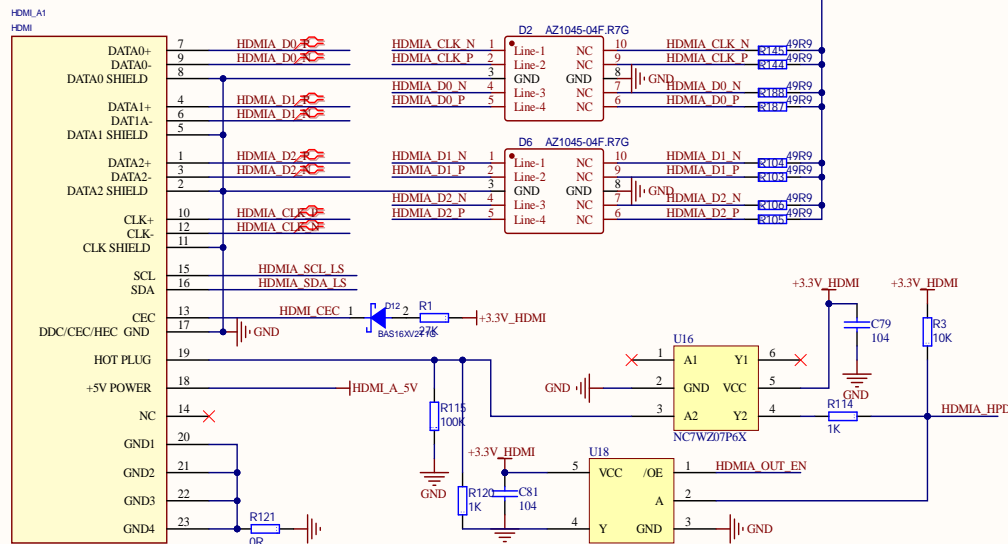 HDMI_A1
HDMI
DATA0+ 7 HDMIA_D0_P
DATA0- 9 HDMIA_D0_N
DATA0 SHIELD 8
DATA1+ 4 HDMIA_D1_P
DAT1A- 6 HDMIA_D1_N
DATA1 SHIELD 5
DATA2+ 1 HDMIA_D2_P
DATA2- 3 HDMIA_D2_N
DATA2 SHIELD 2
CLK+ 10 HDMIA_CLK_P
CLK- 12 HDMIA_CLK_N
CLK SHIELD 11
SCL 15 HDMIA_SCL_LS
SDA 16 HDMIA_SDA_LS
CEC 13 HDMI_CEC 1 D12 2 R1
BAS16XV2T1G 27K +3.3V_HDMI
DDC/CEC/HEC GND 17 GND
HOT PLUG 19
+5V POWER 18 HDMI_A_5V
NC 14
GND1 20
GND2 21
GND3 22
GND4 23 R121
0R
D2 AZ1045-04F.R7G
HDMIA_CLK_N 1 Line-1 NC 10 HDMIA_CLK_N R145 49R9
HDMIA_CLK_P 2 Line-2 NC 9 HDMIA_CLK_P R144 49R9
3 GND GND 8 GND
HDMIA_D0_N 4 Line-3 NC 7 HDMIA_D0_N R188 49R9
HDMIA_D0_P 5 Line-4 NC 6 HDMIA_D0_P R187 49R9
D6 AZ1045-04F.R7G
HDMIA_D1_N 1 Line-1 NC 10 HDMIA_D1_N R104 49R9
HDMIA_D1_P 2 Line-2 NC 9 HDMIA_D1_P R103 49R9
3 GND GND 8 GND
HDMIA_D2_N 4 Line-3 NC 7 HDMIA_D2_N R106 49R9
HDMIA_D2_P 5 Line-4 NC 6 HDMIA_D2_P R105 49R9
+3.3V_HDMI +3.3V_HDMI
C79
104
GND
R3
10K
U16
1 A1 Y1 6
GND 2 GND VCC 5
3 A2 Y2 4 R114
1K
HDMIA_HPD
NC7WZ07P6X
R115
100K
GND
R120
1K
+3.3V_HDMI
C81
104
U18
5 VCC /OE 1 HDMIA_OUT_EN
A 2
4 Y GND 3 GND